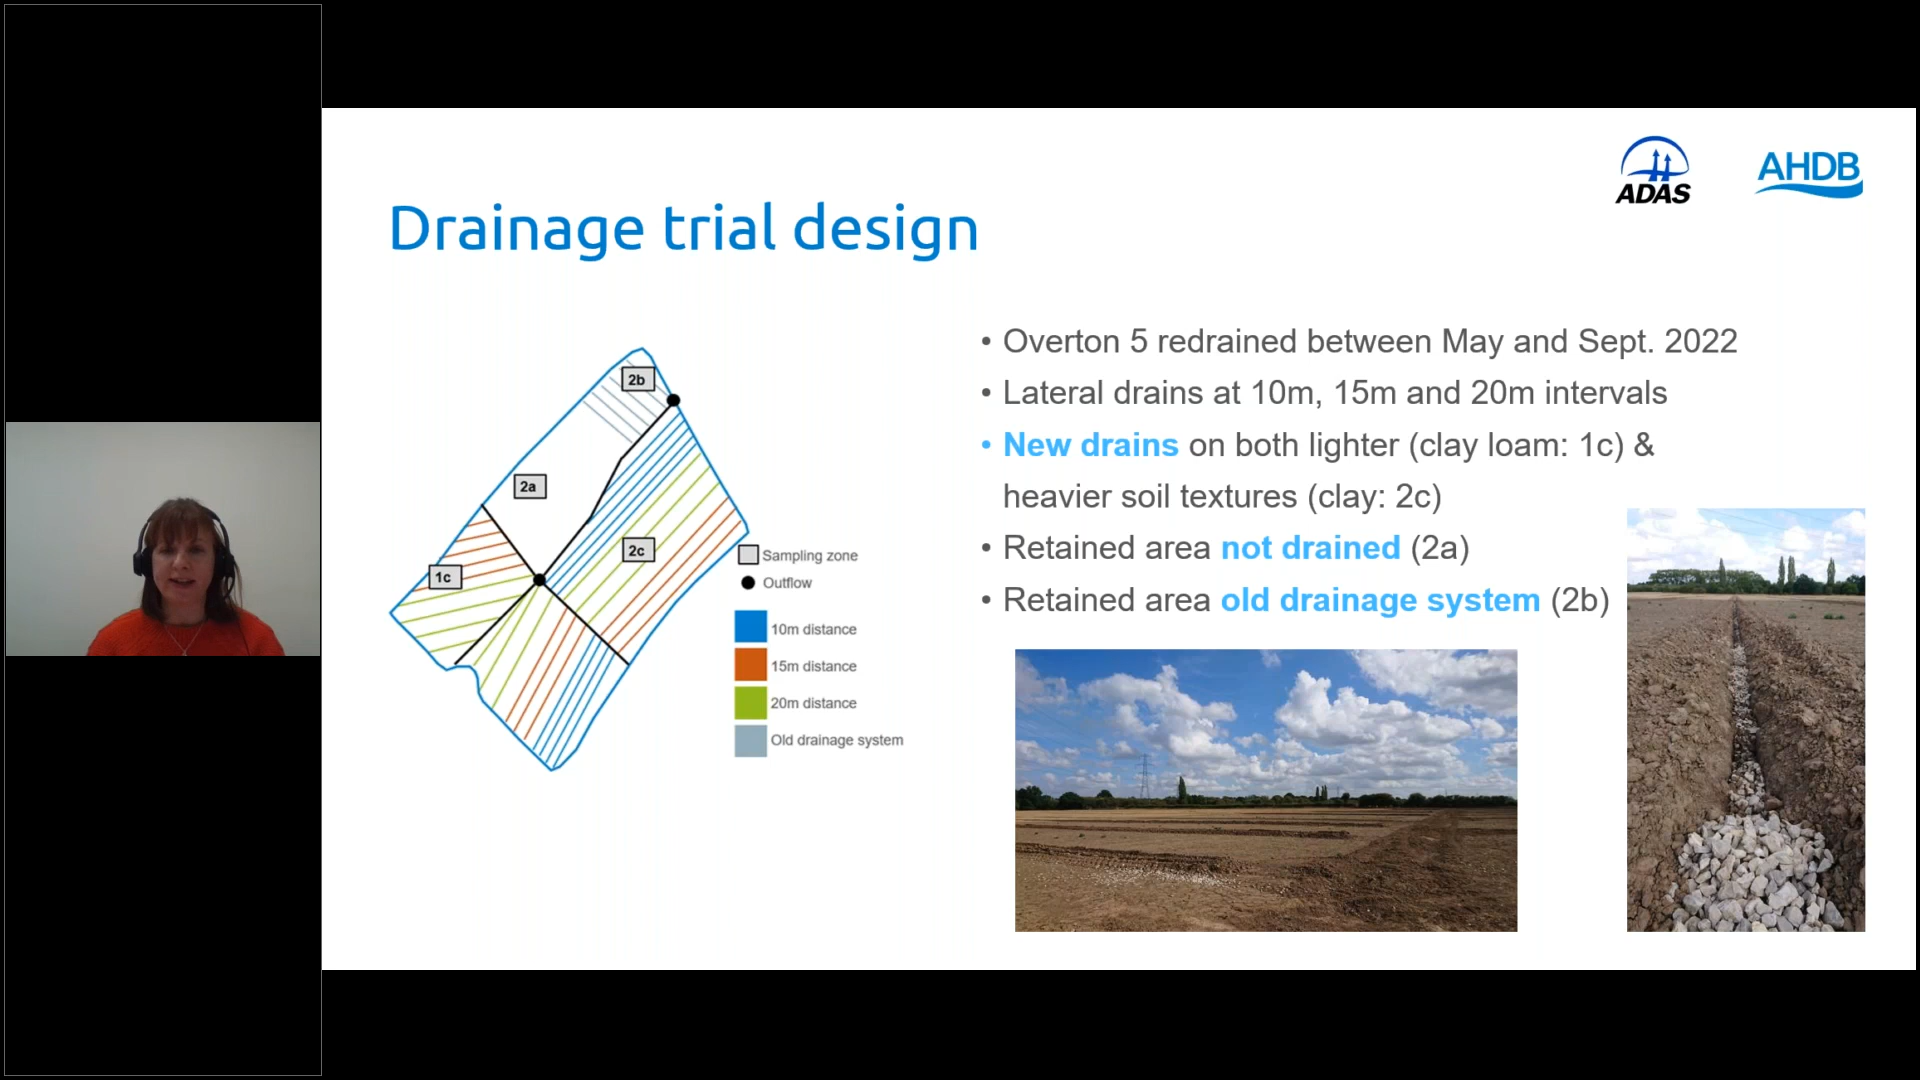 ADAS
AHDB
Drainage trial design
2b
2a
2c
1c
Sampling zone
Outflow
10m distance
15m distance
20m distance
Old drainage system
• Overton 5 redrained between May and Sept. 2022
• Lateral drains at 10m, 15m and 20m intervals
• New drains on both lighter (clay loam: 1c) &
heavier soil textures (clay: 2c)
• Retained area not drained (2a)
• Retained area old drainage system (2b)